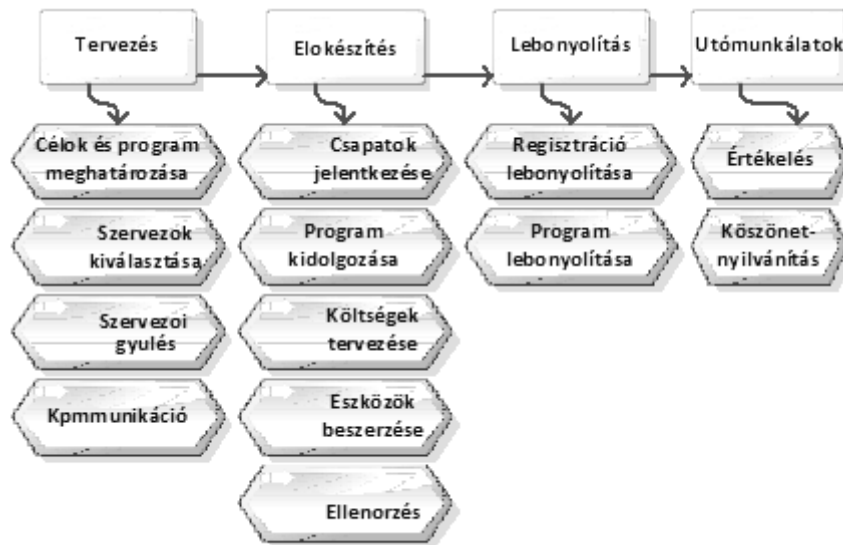 Tervezés
Elokészítés
Lebonyolítás
Utómunkálatok
Célok és program
meghatározása
Szervezok
kiválasztása
Szervezoi
gyulés
Kpmmunikáció
Csapatok
jelentkezése
Program
kidolgozása
Költségek
tervezése
Eszközök
beszerzése
Ellenorzés
Regisztráció
lebonyolítása
Program
lebonyolítása
Értékelés
Köszönet-
nyilvánítás